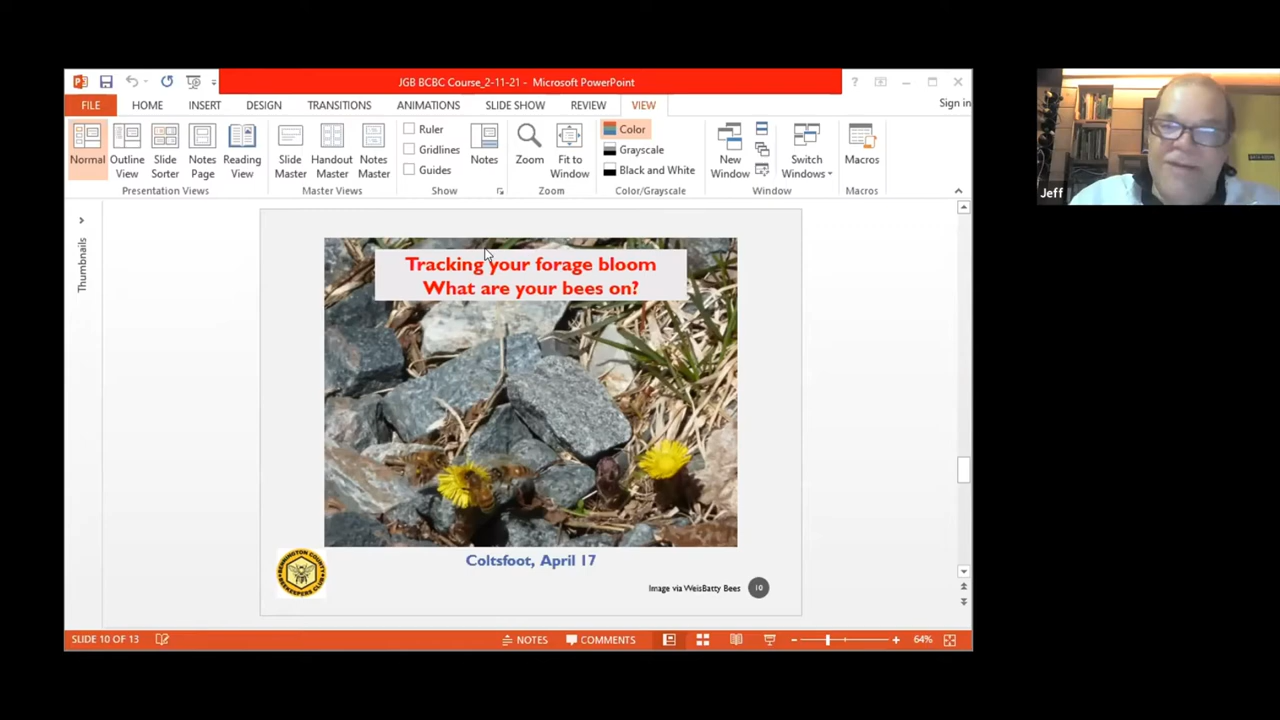 JGB BCBC Course_2-11-21 - Microsoft PowerPoint
?
FILE HOME INSERT DESIGN TRANSITIONS ANIMATIONS SLIDE SHOW REVIEW VIEW Sign in
Normal
Outline View
Slide Sorter
Notes Page
Reading View
Presentation Views
Slide Master
Handout Master
Notes Master
Master Views
Ruler
Gridlines
Guides
Notes
Show
Zoom
Fit to Window
Zoom
Color
Grayscale
Black and White
Color/Grayscale
New Window
Switch Windows
Window
Macros
Macros
Thumbnails
Tracking your forage bloom
What are your bees on?
Coltsfoot, April 17
BENNINGTON COUNTY
BEEKEEPERS CLUB
Image via WeisBatty Bees 10
SLIDE 10 OF 13 NOTES COMMENTS 64%
Jeff